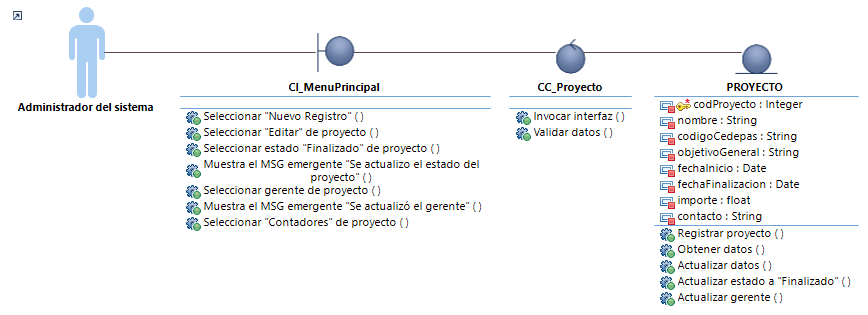 Administrador del sistema
CI_MenuPrincipal
Seleccionar "Nuevo Registro" ( )
Seleccionar "Editar" de proyecto ( )
Seleccionar estado "Finalizado" de proyecto ( )
Muestra el MSG emergente "Se actualizo el estado del
proyecto" ( )
Seleccionar gerente de proyecto ( )
Muestra el MSG emergente "Se actualizó el gerente" ( )
Seleccionar "Contadores" de proyecto ( )
CC_Proyecto
Invocar interfaz ( )
Validar datos ( )
PROYECTO
codProyecto : Integer
nombre : String
codigoCedepas : String
objetivoGeneral : String
fechaInicio : Date
fechaFinalizacion : Date
importe : float
contacto : String
Registrar proyecto ( )
Obtener datos ( )
Actualizar datos ( )
Actualizar estado a "Finalizado" ( )
Actualizar gerente ( )